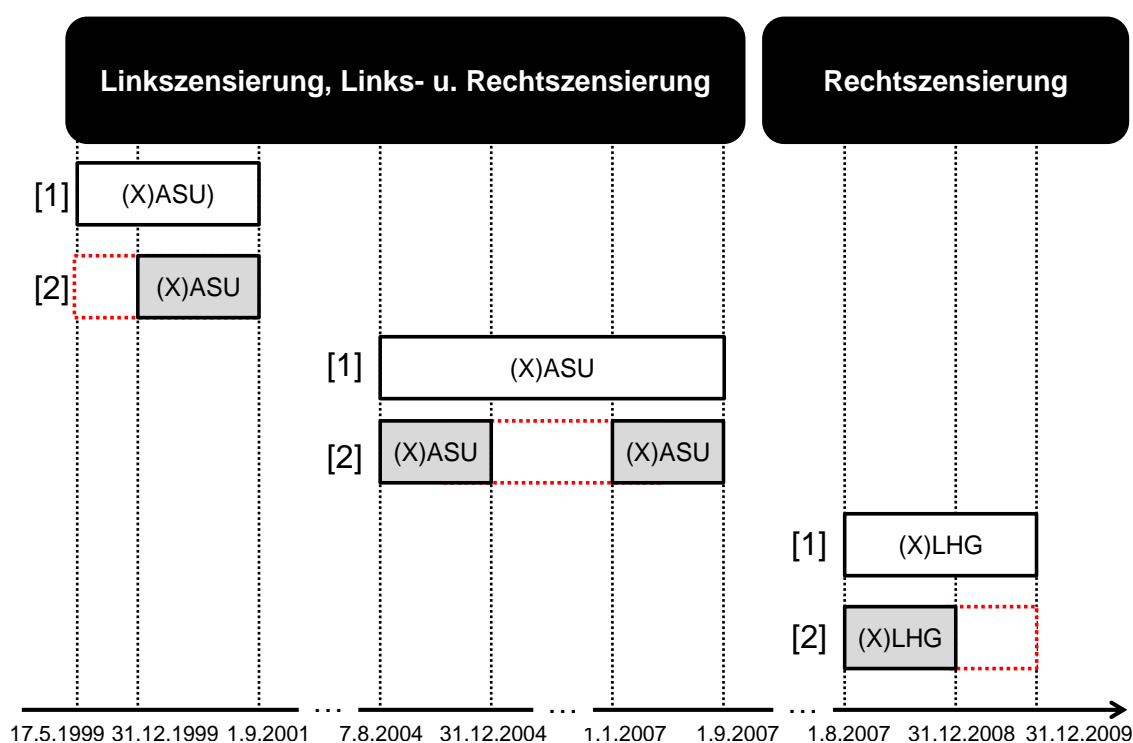 Linkszensierung, Links- u. Rechtszensierung
Rechtszensierung
[1] (X)ASU)
[2] (X)ASU
[1] (X)ASU
[2] (X)ASU (X)ASU
[1] (X)LHG
[2] (X)LHG
... ... ...
17.5.1999 31.12.1999 1.9.2001 7.8.2004 31.12.2004 1.1.2007 1.9.2007 1.8.2007 31.12.2008 31.12.2009